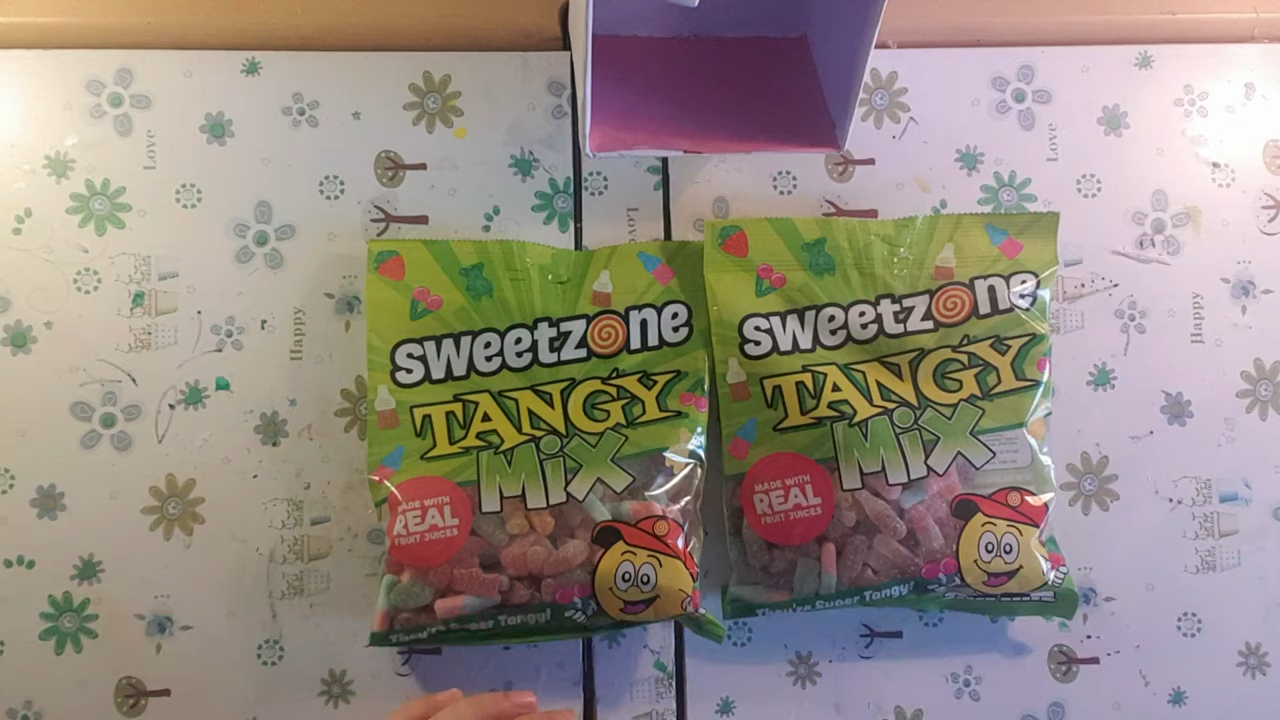 Love
Love
Love
Happy
Happy
sweetzone
TANGY
MiX
MADE WITH
REAL
FRUIT JUICES
They're Super Tangy!
sweetzone
TANGY
MiX
MADE WITH
REAL
FRUIT JUICES
They're Super Tangy!